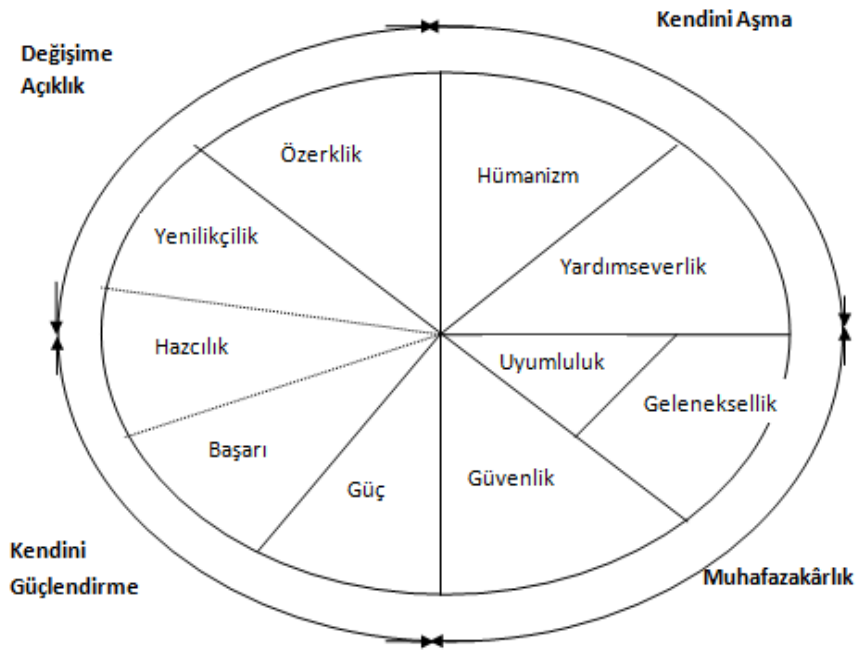 Kendini Aşma
Değişime
Açıklık
Özerklik
Hümanizm
Yenilikçilik
Yardımseverlik
Hazcılık
Uyumluluk
Geleneksellik
Başarı
Güç
Güvenlik
Kendini
Güçlendirme
Muhafazakârlık